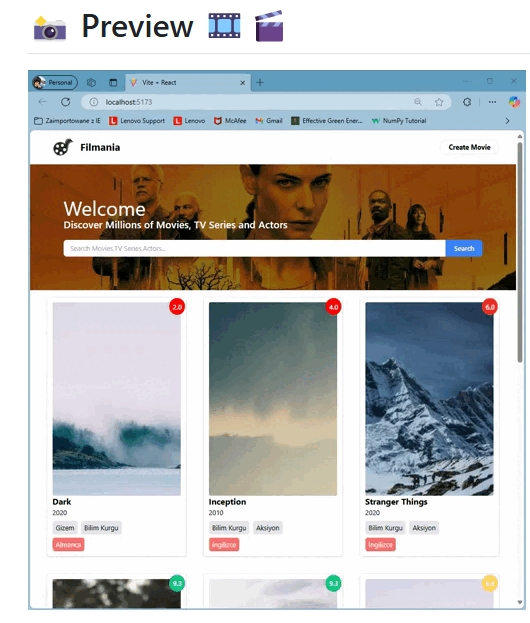 Preview
Personal
Vite + React
localhost:5173
Zaimportowane z IE
Lenovo Support
Lenovo
McAfee
Gmail
Effective Green Ener...
NumPy Tutorial
Filmania
Create Movie
Welcome
Discover Millions of Movies, TV Series and Actors
Search Movies,TV Series,Actors...
Search
2.0
4.0
6.0
Dark
Inception
Stranger Things
2020
2010
2020
Gizem
Bilim Kurgu
Bilim Kurgu
Aksiyon
Bilim Kurgu
Aksiyon
Almanca
İngilizce
İngilizce
9.3
9.3